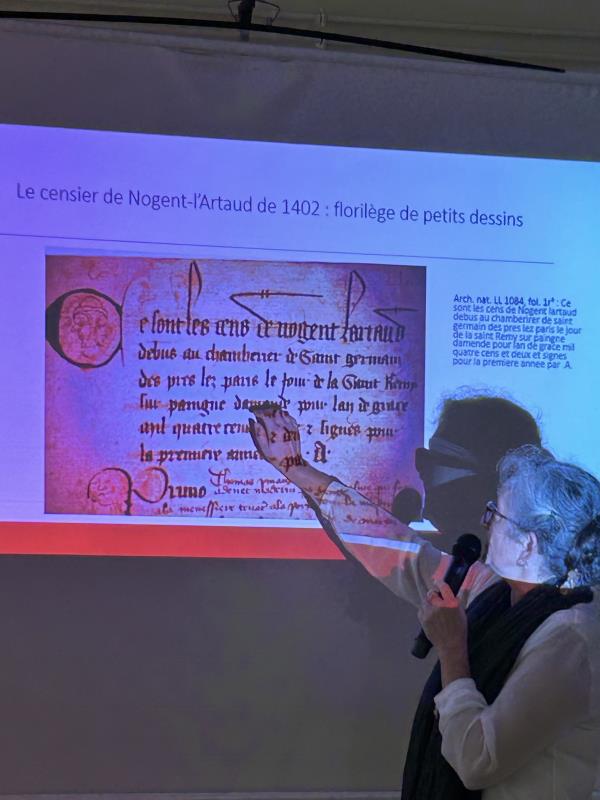 Le censier de Nogent-l'Artaud de 1402 : florilège de petits dessins
Ce sont les cens de nogent lartaud
debus au chamberier de Saint germain
des pres lez paris le jour de la Saint Remy
sur paingne pour lan de grace
mil quatre cens et signes pour
la premiere annee par .A.
Primo Thomas
Arch. nat. LL 1084, fol. 1r° : Ce
sont les cens de Nogent lartaud
debus au chamberirer de saint
germain des pres lez paris le jour
de la saint Remy sur paingne
damende pour lan de grace mil
quatre cens et deux et signes
pour la premiere annee par .A.